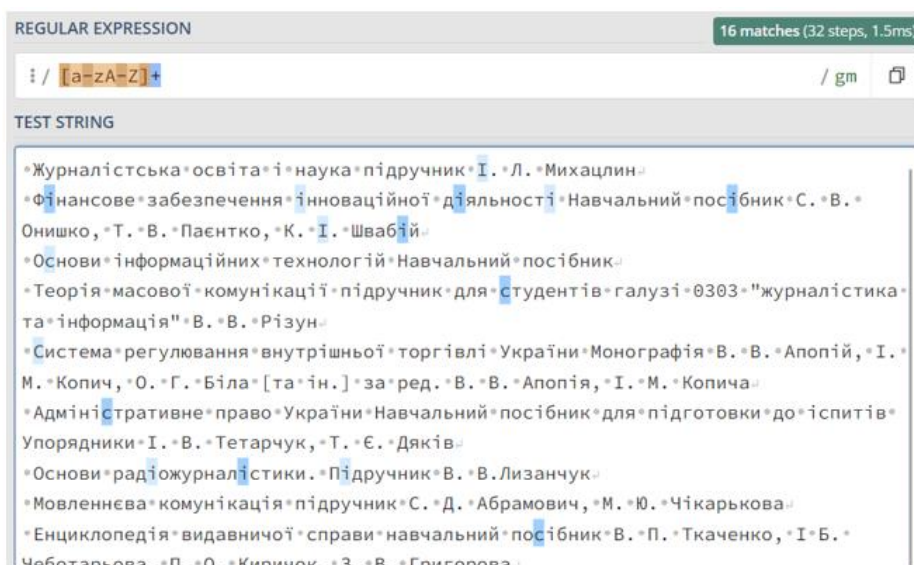 REGULAR EXPRESSION
16 matches (32 steps, 1.5ms)
/ [a-zA-Z]+ / gm
TEST STRING
Журналістська освіта і наука підручник І. Л. Михацлин
Фінансове забезпечення інноваційної діяльності Навчальний посібник С. В.
Онишко, Т. В. Паєнтко, К. І. Швабій
Основи інформаційних технологій Навчальний посібник
Теорія масової комунікації підручник для студентів галузі 0303 "журналістика
та інформація" В. В. Різун
Система регулювання внутрішньої торгівлі України Монографія В. В. Апопій, І.
М. Копич, О. Г. Біла [та ін.] за ред. В. В. Апопія, І. М. Копича
Адміністративне право України Навчальний посібник для підготовки до іспитів
Упорядники І. В. Тетарчук, Т. Є. Дяків
Основи радіожурналістики. Підручник В. В.Лизанчук
Мовленнєва комунікація підручник С. Д. Абрамович, М. Ю. Чікарькова
Енциклопедія видавничої справи навчальний посібник В. П. Ткаченко, І Б.
Чеботарьова, П. О. Киричок, З. В. Григорова